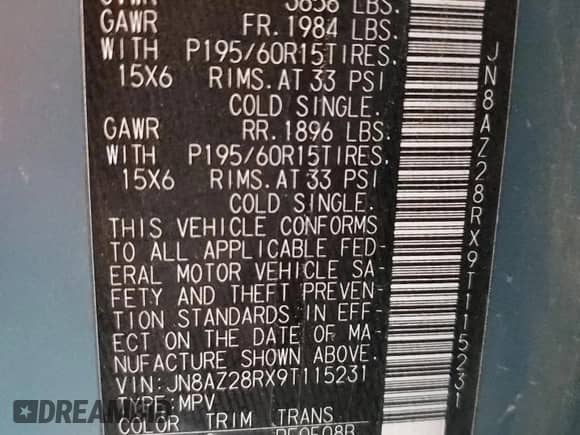 3858 LBS.
GAWR FR. 1984 LBS.
WITH P195/60R15TIRES.
15X6 RIMS. AT 33 PSI
COLD SINGLE.
GAWR RR. 1896 LBS.
WITH P195/60R15TIRES.
15X6 RIMS. AT 33 PSI
COLD SINGLE.
THIS VEHICLE CONFORMS
TO ALL APPLICABLE FED-
ERAL MOTOR VEHICLE SA-
FETY AND THEFT PREVEN-
TION STANDARDS IN EFF-
ECT ON THE DATE OF MA-
NUFACTURE SHOWN ABOVE.
VIN:JN8AZ28RX9T115231
TYPE:MPV
COLOR TRIM TRANS
JN8AZ28RX9T115231